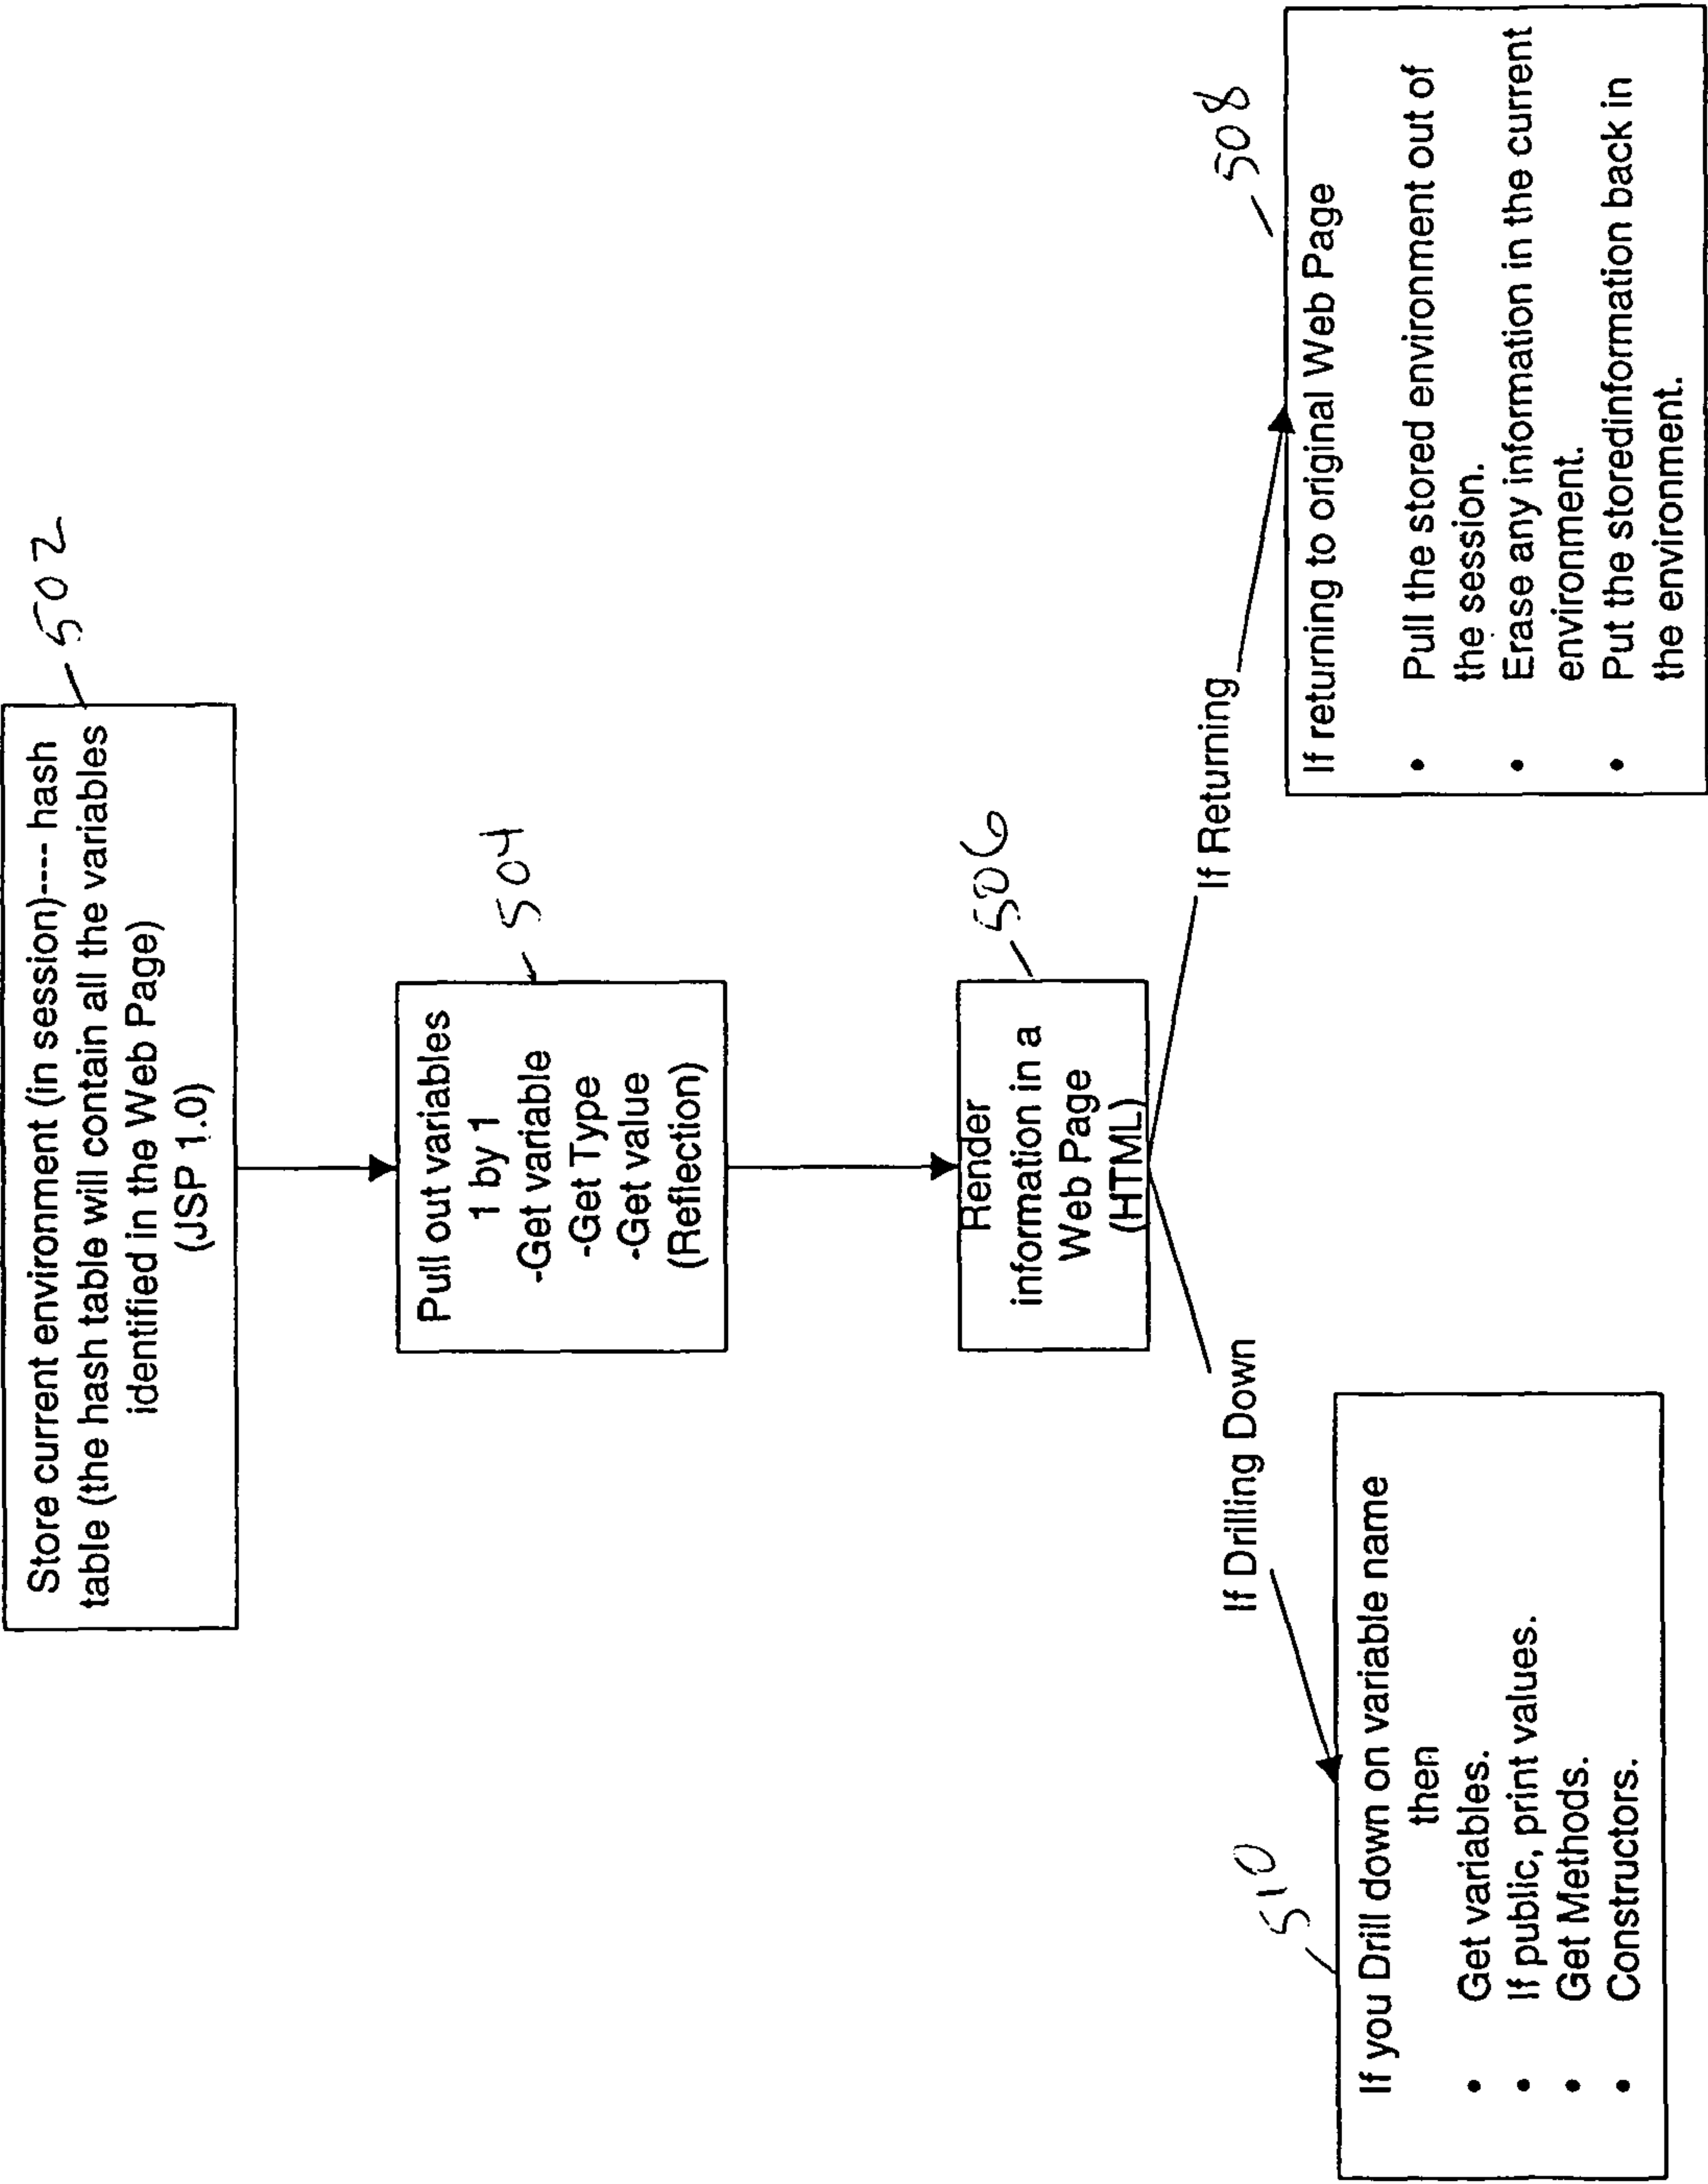 Store current environment (in session)---- hash
table (the hash table will contain all the variables
identified in the Web Page)
(JSP 1.0)
502
Pull out variables
1 by 1
-Get variable
-Get Type
-Get value
(Reflection)
504
Render
information in a
Web Page
(HTML)
506
If Drilling Down
If Returning
510
If you Drill down on variable name
then
• Get variables.
• If public, print values.
• Get Methods.
• Constructors.
508
If returning to original Web Page
• Pull the stored environment out of
the session.
• Erase any information in the current
environment.
• Put the storedinformation back in
the environment.